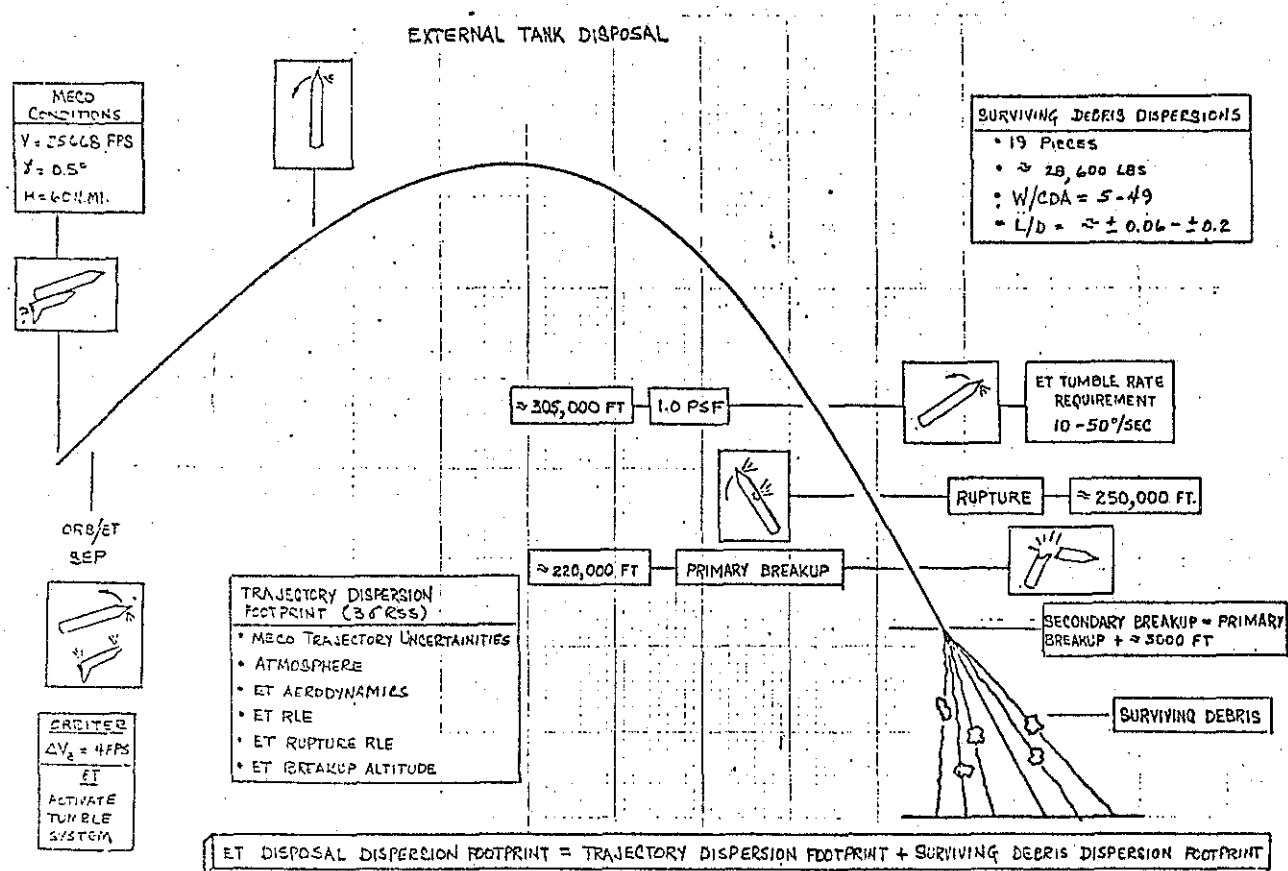 EXTERNAL TANK DISPOSAL
MECO
CONDITIONS
V = 25668 FPS
γ = 0.5°
H = 60 N.MI.
SURVIVING DEBRIS DISPERSIONS
• 19 PIECES
• ≈ 28,600 LBS
• W/CDA = 5-49
• L/D = ≈ ± 0.06 - ± 0.2
?
≈ 305,000 FT
1.0 PSF
ET TUMBLE RATE
REQUIREMENT
10-50°/SEC
RUPTURE
≈ 250,000 FT.
ORB/ET
SEP
≈ 220,000 FT
PRIMARY BREAKUP
TRAJECTORY DISPERSION
FOOTPRINT (3σ RSS)
• MECO TRAJECTORY UNCERTAINITIES
• ATMOSPHERE
• ET AERODYNAMICS
• ET RLE
• ET RUPTURE RLE
• ET BREAKUP ALTITUDE
SECONDARY BREAKUP = PRIMARY
BREAKUP + ≈ 3000 FT
SURVIVING DEBRIS
ORBITER
= 4 FPS
ET
ACTIVATE
TUMBLE
SYSTEM
ET DISPOSAL DISPERSION FOOTPRINT = TRAJECTORY DISPERSION FOOTPRINT + SURVIVING DEBRIS DISPERSION FOOTPRINT